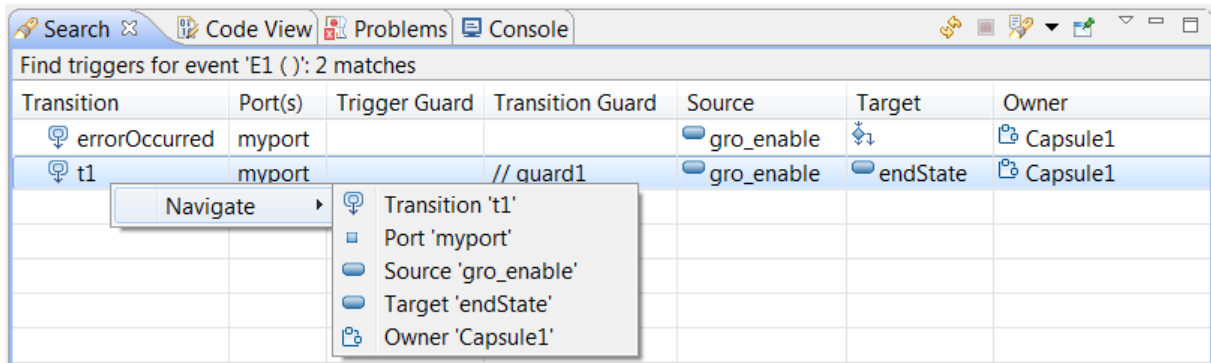 Search Code View Problems Console
Find triggers for event 'E1 ( )': 2 matches
Transition Port(s) Trigger Guard Transition Guard Source Target Owner
errorOccurred myport gro_enable Capsule1
t1 myport // guard1 gro_enable endState Capsule1
Navigate Transition 't1'
Port 'myport'
Source 'gro_enable'
Target 'endState'
Owner 'Capsule1'